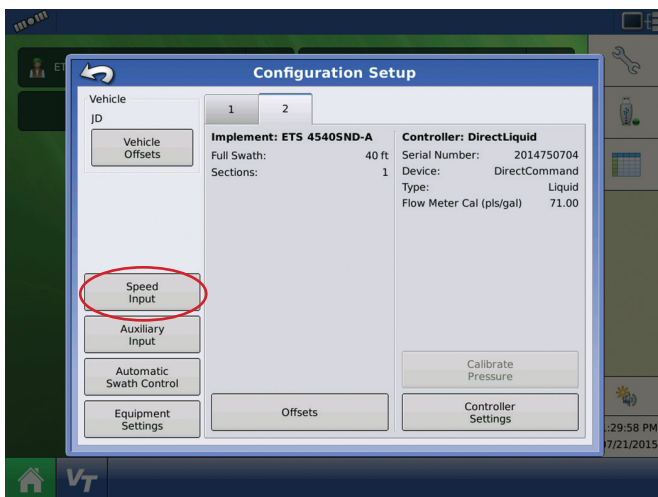 ET
Configuration Setup
Vehicle
JD
Vehicle
Offsets
Speed
Input
Auxiliary
Input
Automatic
Swath Control
Equipment
Settings
1 2
Implement: ETS 4540SND-A
Full Swath: 40 ft
Sections: 1
Offsets
Controller: DirectLiquid
Serial Number: 2014750704
Device: DirectCommand
Type: Liquid
Flow Meter Cal (pls/gal) 71.00
Calibrate
Pressure
Controller
Settings
:29:58 PM
07/21/2015
VT